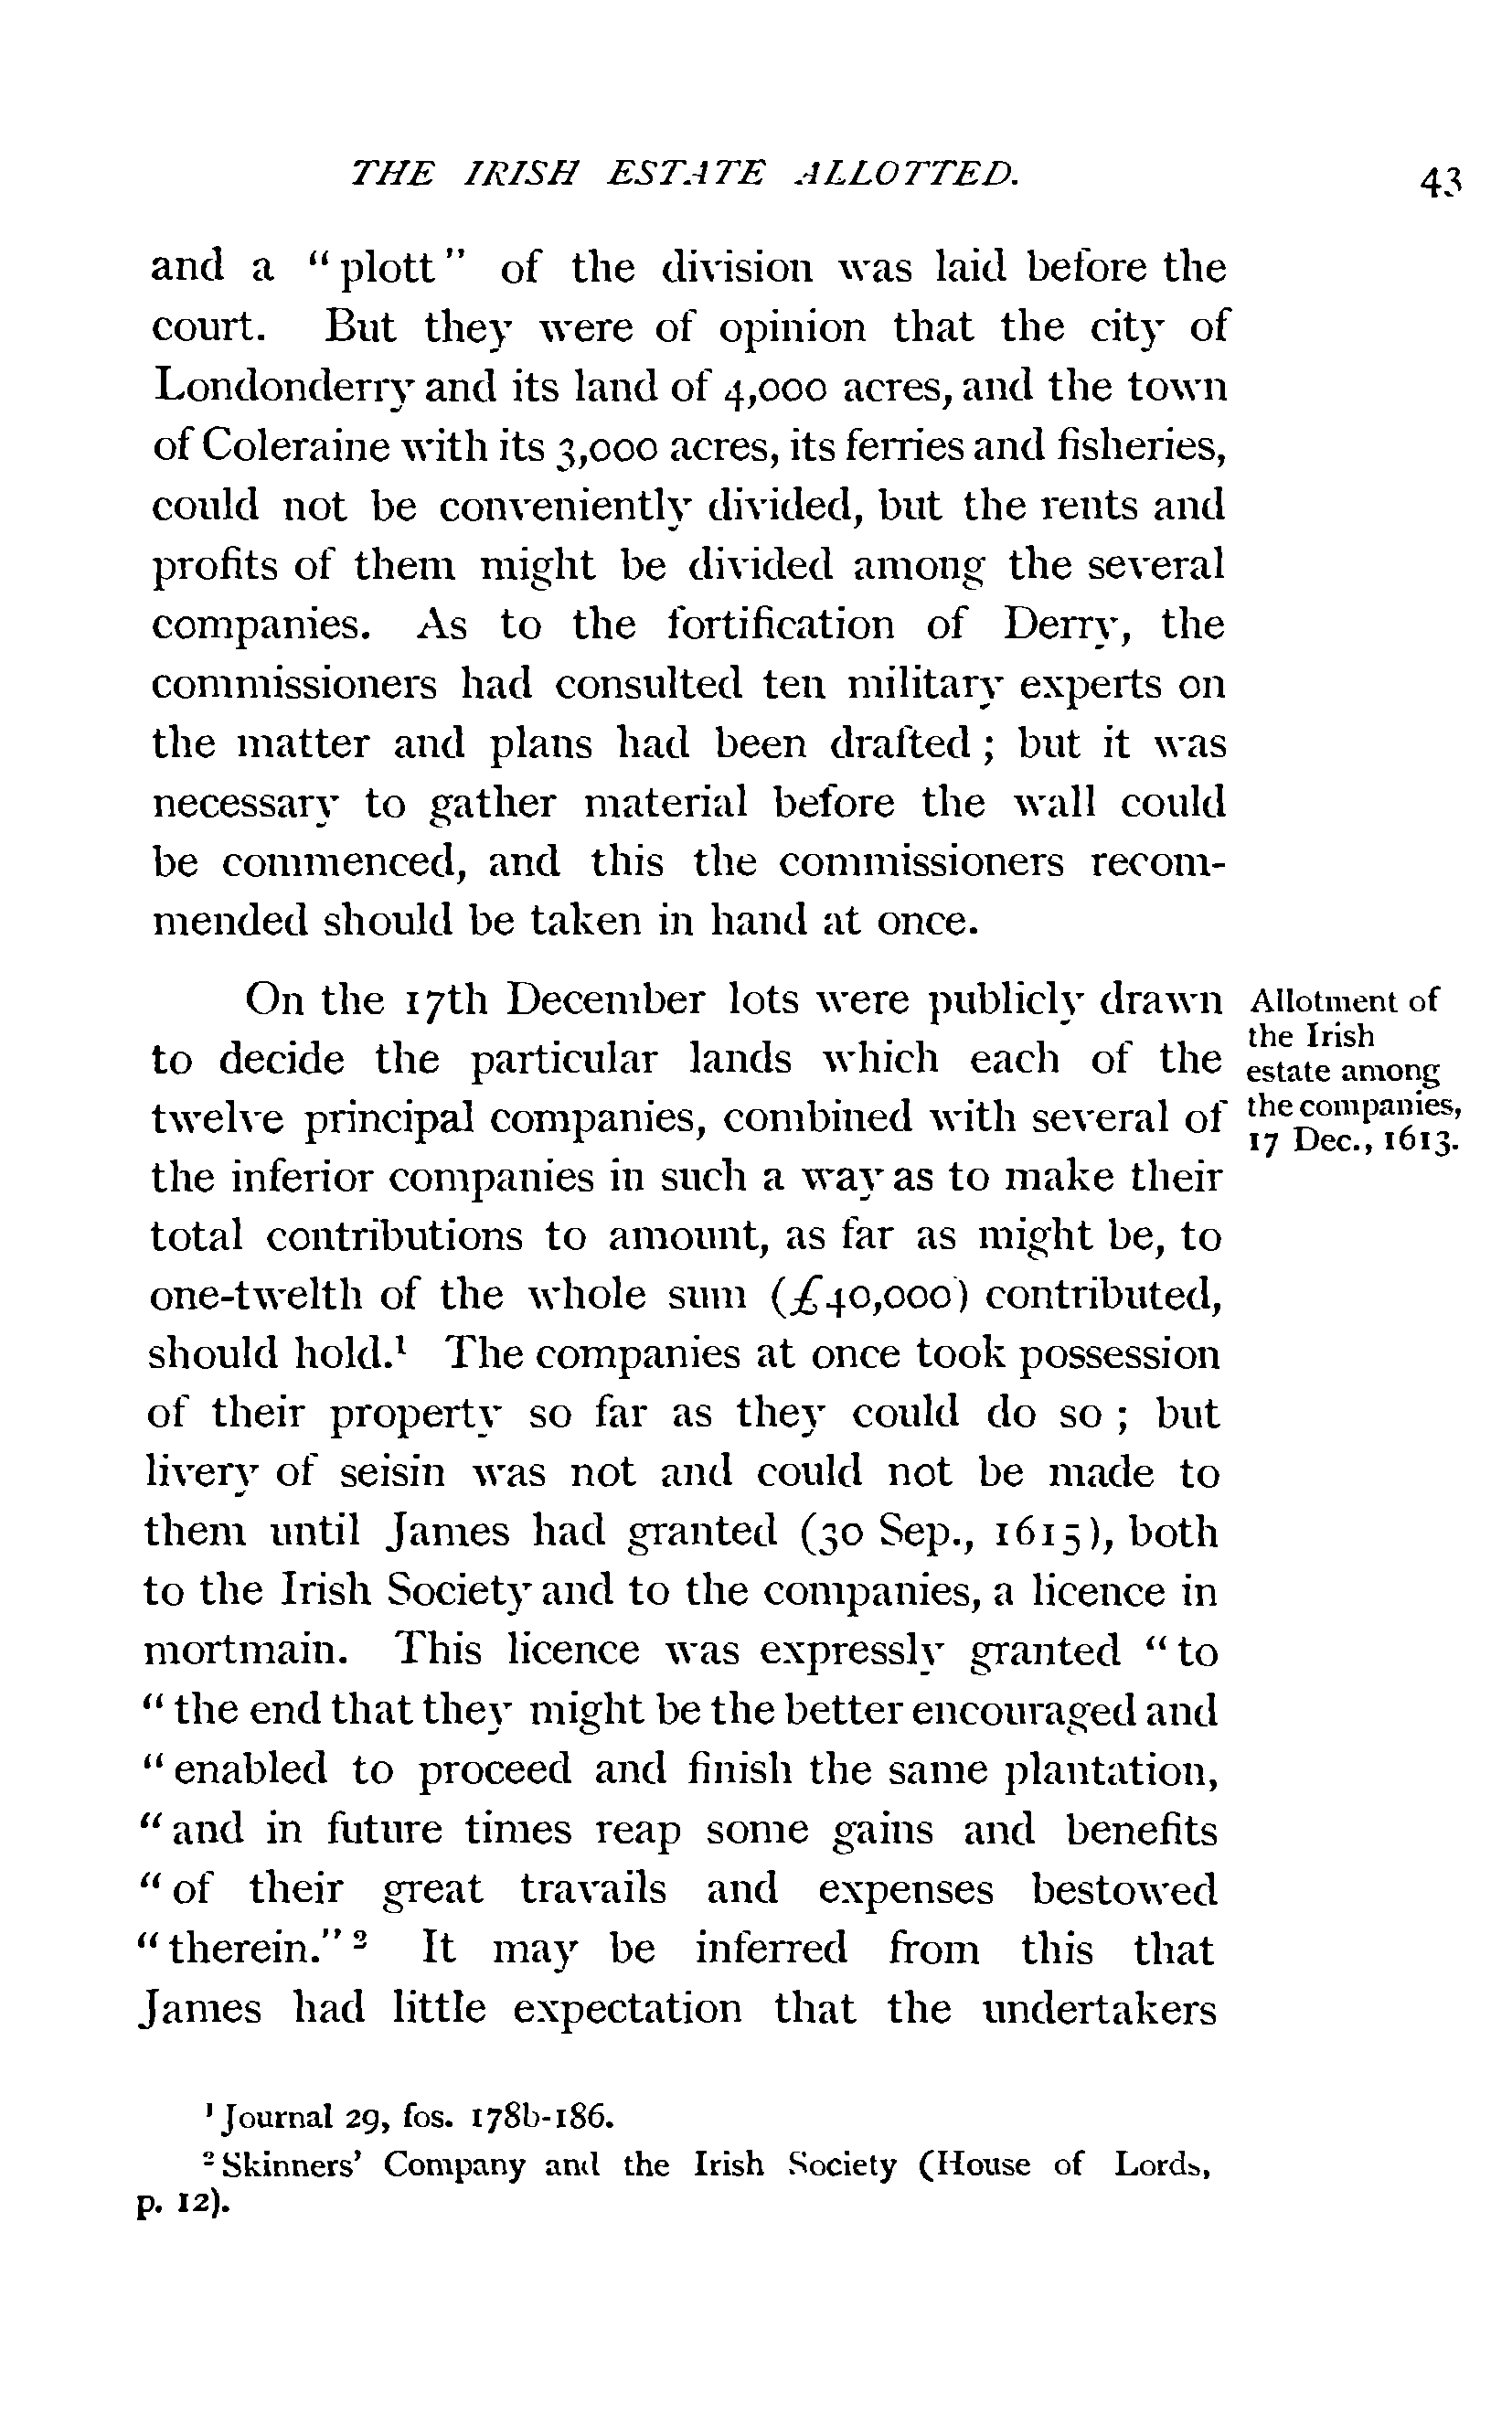 THE IRISH ESTATE ALLOTTED.
43
and a "plott" of the division was laid before the
court. But they were of opinion that the city of
Londonderry and its land of 4,000 acres, and the town
of Coleraine with its 3,000 acres, its ferries and fisheries,
could not be conveniently divided, but the rents and
profits of them might be divided among the several
companies. As to the fortification of Derry, the
commissioners had consulted ten military experts on
the matter and plans had been drafted; but it was
necessary to gather material before the wall could
be commenced, and this the commissioners recom-
mended should be taken in hand at once.
On the 17th December lots were publicly drawn
to decide the particular lands which each of the
twelve principal companies, combined with several of
the inferior companies in such a way as to make their
total contributions to amount, as far as might be, to
one-twelth of the whole sum (£40,000) contributed,
should hold.¹ The companies at once took possession
of their property so far as they could do so; but
livery of seisin was not and could not be made to
them until James had granted (30 Sep., 1615), both
to the Irish Society and to the companies, a licence in
mortmain. This licence was expressly granted "to
"the end that they might be the better encouraged and
"enabled to proceed and finish the same plantation,
"and in future times reap some gains and benefits
"of their great travails and expenses bestowed
"therein."² It may be inferred from this that
James had little expectation that the undertakers
Allotment of
the Irish
estate among
the companies,
17 Dec., 1613.
¹ Journal 29, fos. 178b-186.
² Skinners' Company and the Irish Society (House of Lords,
p. 12).